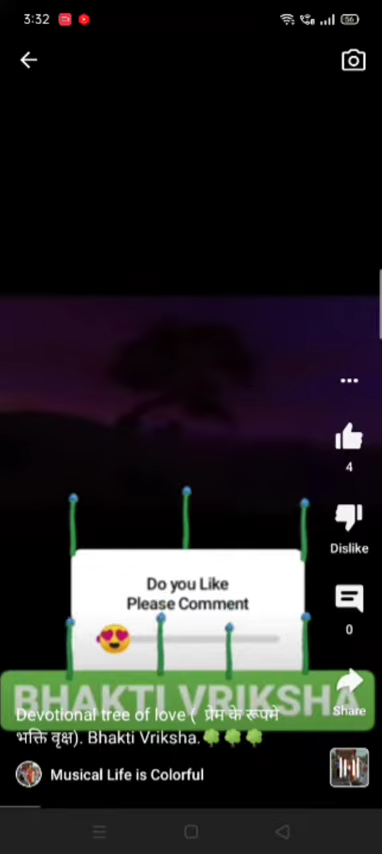 3:32
56
4
Dislike
Do you Like
Please Comment
0
BHAKTI VRIKSHA
Share
Devotional tree of love ( प्रेम के रूपमे
भक्ति वृक्ष). Bhakti Vriksha.🌳🌳🌳
Musical Life is Colorful